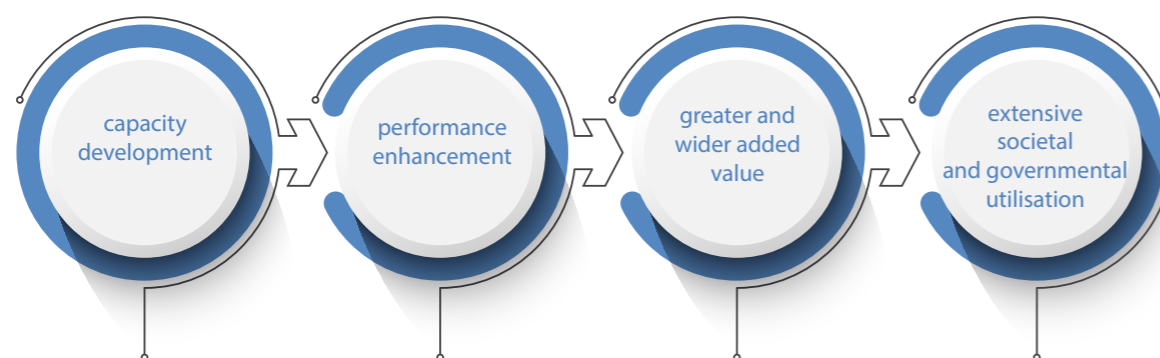 capacity
development
performance
enhancement
greater and
wider added
value
extensive
societal
and governmental
utilisation